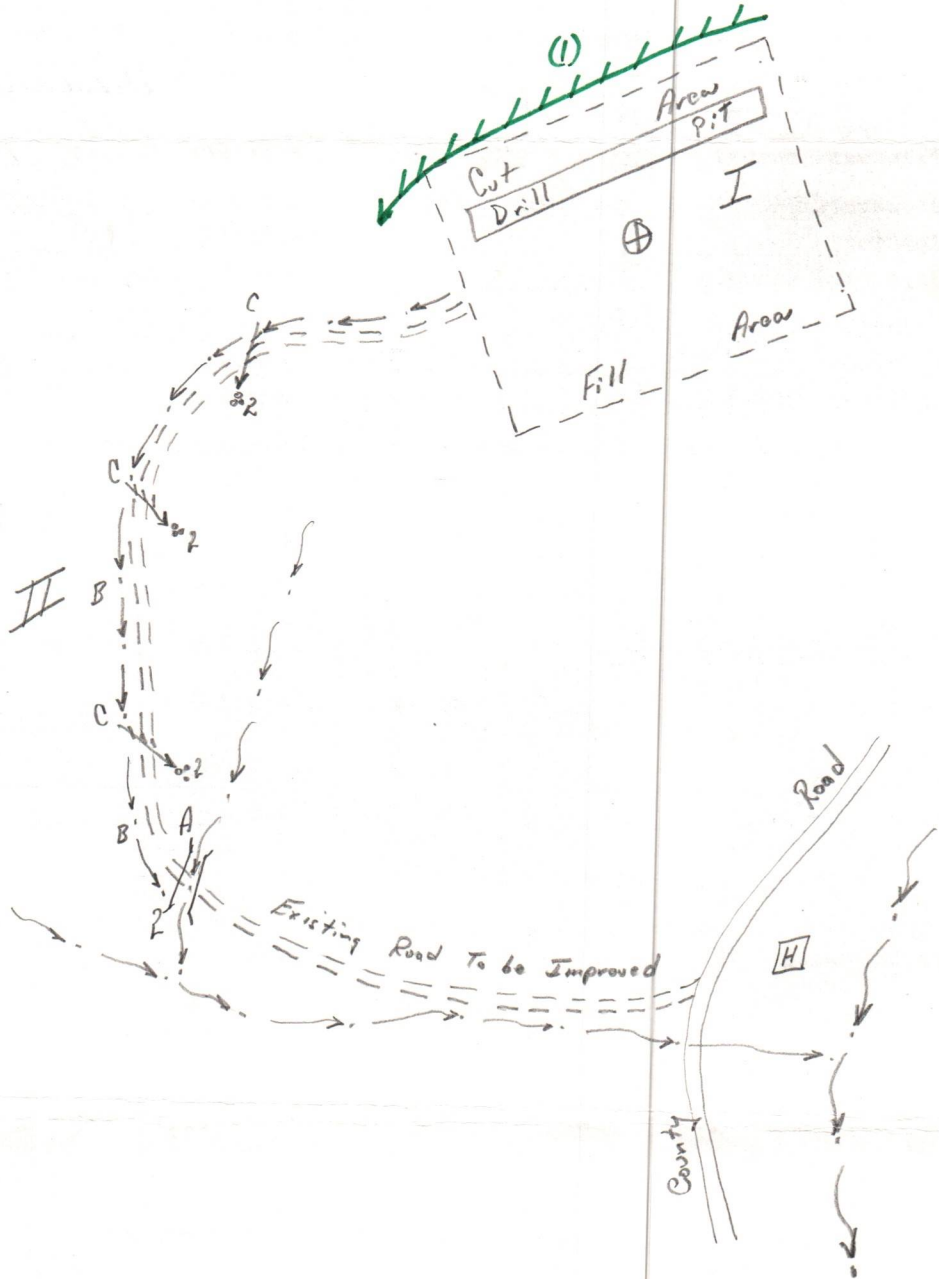 (1)
Area
Pit
Cut
Drill
I
Area
Fill
C
2
C
2
II
B
C
2
B
A
2
Existing Road To be Improved
Road
H
County